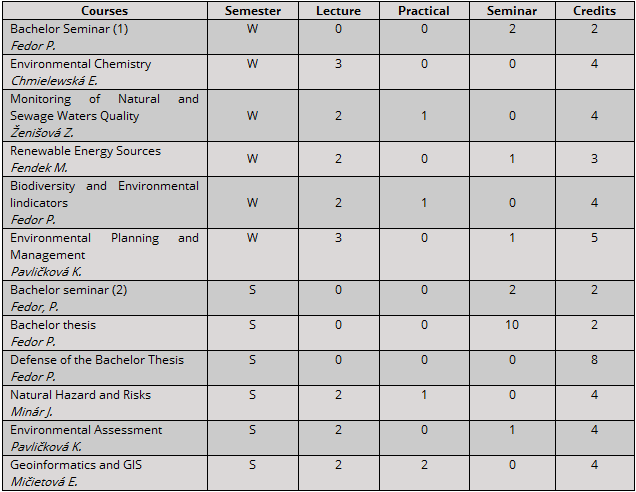 Courses Semester Lecture Practical Seminar Credits
Bachelor Seminar (1) W 0 0 2 2
Fedor P.
Environmental Chemistry W 3 0 0 4
Chmielewská E.
Monitoring of Natural and
Sewage Waters Quality W 2 1 0 4
Ženišová Z.
Renewable Energy Sources W 2 0 1 3
Fendek M.
Biodiversity and Environmental
Iindicators W 2 1 0 4
Fedor P.
Environmental Planning and
Management W 3 0 1 5
Pavličková K.
Bachelor seminar (2) S 0 0 2 2
Fedor, P.
Bachelor thesis S 0 0 10 2
Fedor P.
Defense of the Bachelor Thesis S 0 0 0 8
Fedor P.
Natural Hazard and Risks S 2 1 0 4
Minár J.
Environmental Assessment S 2 0 1 4
Pavličková K.
Geoinformatics and GIS S 2 2 0 4
Mičietová E.